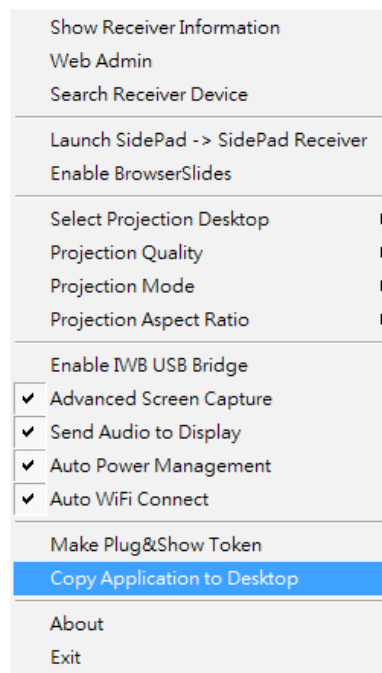 Show Receiver Information
Web Admin
Search Receiver Device
Launch SidePad -> SidePad Receiver
Enable BrowserSlides
Select Projection Desktop
Projection Quality
Projection Mode
Projection Aspect Ratio
Enable IWB USB Bridge
Advanced Screen Capture
Send Audio to Display
Auto Power Management
Auto WiFi Connect
Make Plug&Show Token
Copy Application to Desktop
About
Exit